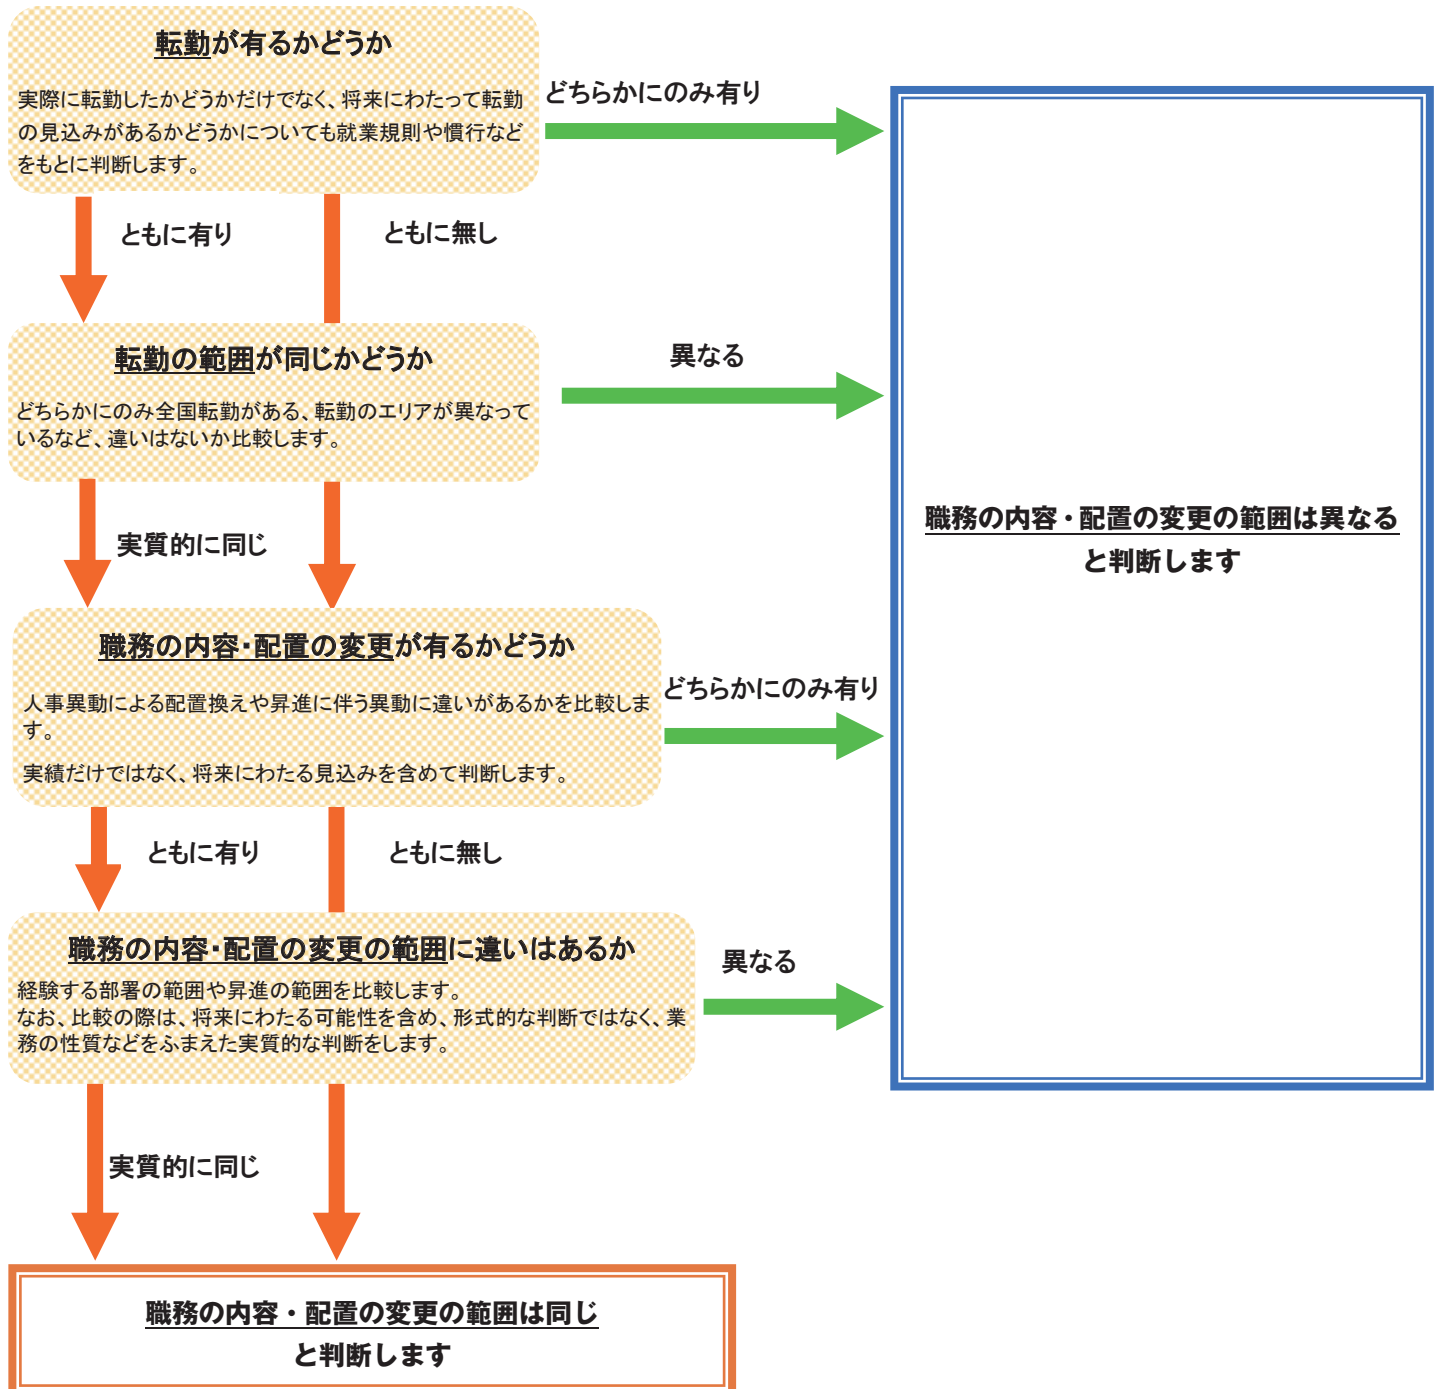 転勤が有るかどうか
実際に転勤したかどうかだけでなく、将来にわたって転勤
の見込みがあるかどうかについても就業規則や慣行など
をもとに判断します。
どちらかにのみ有り
ともに有り
ともに無し
転勤の範囲が同じかどうか
どちらかにのみ全国転勤がある、転勤のエリアが異なって
いるなど、違いはないか比較します。
異なる
実質的に同じ
職務の内容・配置の変更の範囲は異なる
と判断します
職務の内容・配置の変更が有るかどうか
人事異動による配置換えや昇進に伴う異動に違いがあるかを比較しま
す。
実績だけではなく、将来にわたる見込みを含めて判断します。
どちらかにのみ有り
ともに有り
ともに無し
職務の内容・配置の変更の範囲に違いはあるか
経験する部署の範囲や昇進の範囲を比較します。
なお、比較の際は、将来にわたる可能性を含め、形式的な判断ではなく、業
務の性質などをふまえた実質的な判断をします。
異なる
実質的に同じ
職務の内容・配置の変更の範囲は同じ
と判断します